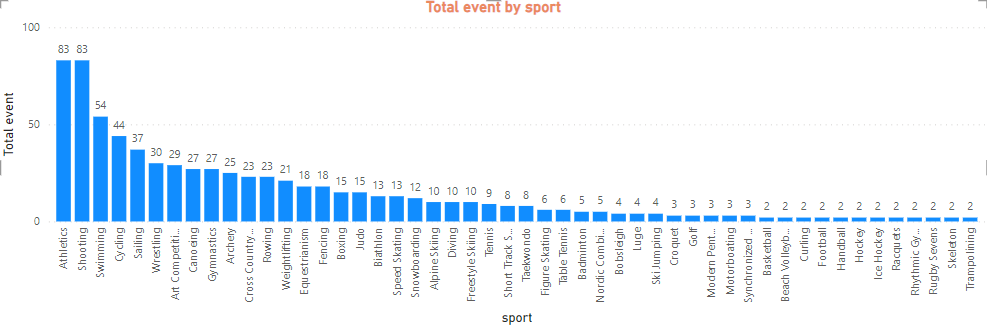 Total event by sport
Total event
100
50
0
83 83 54 44 37 30 29 27 27 25 23 23 21 18 18 15 15 13 13 12 10 10 10 9 8 8 6 6 5 5 4 4 4 3 3 3 3 3 2 2 2 2 2 2 2 2 2 2 2 2
Athletics
Shooting
Swimming
Cycling
Sailing
Wrestling
Art Competiti...
Canoeing
Gymnastics
Archery
Cross County ...
Rowing
Weightlifting
Equestrianism
Fencing
Boxing
Judo
Biathlon
Speed Skating
Snowboarding
Alpine Skiing
Diving
Freestyle Skiing
Tennis
Short Track S...
Taekwondo
Figure Skating
Table Tennis
Badminton
Nordic Combi...
Bobsleigh
Luge
Ski Jumping
Croquet
Golf
Modern Pent...
Motorboating
Synchronized ...
Basketball
Beach Volleyb...
Curling
Football
Handball
Hockey
Ice Hockey
Racquets
Rhythmic Gy...
Rugby Sevens
Skeleton
Trampolining
sport